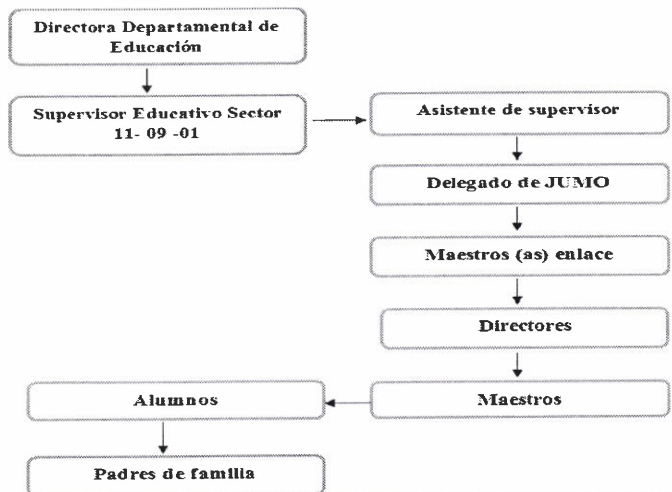 Directora Departamental de
Educación
Supervisor Educativo Sector
11- 09 -01
Asistente de supervisor
Delegado de JUMO
Maestros (as) enlace
Directores
Maestros
Alumnos
Padres de familia